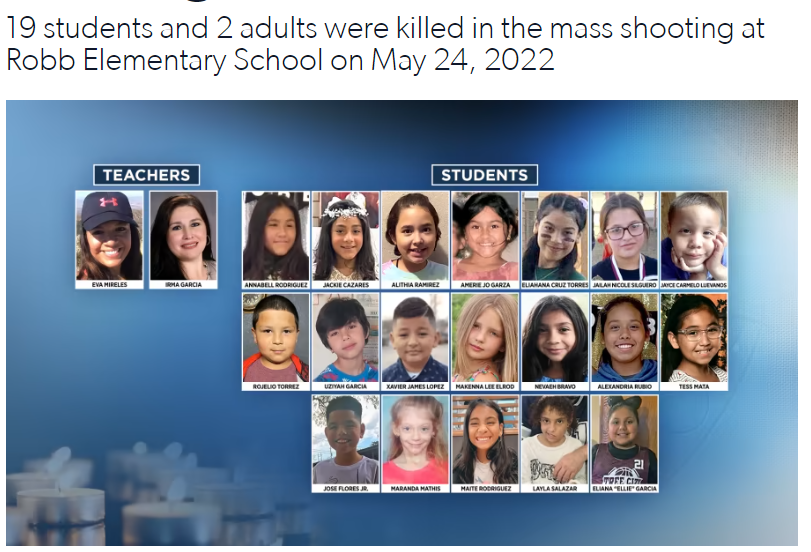 19 students and 2 adults were killed in the mass shooting at
Robb Elementary School on May 24, 2022
TEACHERS
STUDENTS
EVA MIRELES
IRMA GARCIA
ANNABELL RODRIGUEZ
JACKIE CAZARES
ALITHIA RAMIREZ
AMERIE JO GARZA
ELIAHANA CRUZ TORRES
JAILAH NICOLE SILGUERO
JAYCE CARMELO LUEVANOS
ROJELIO TORREZ
UZIYAH GARCIA
XAVIER JAMES LOPEZ
MAKENNA LEE ELROD
NEVAEH BRAVO
ALEXANDRIA RUBIO
TESS MATA
JOSE FLORES JR.
MARANDA MATHIS
MAITE RODRIGUEZ
LAYLA SALAZAR
21
ELIANA "ELLIE" GARCIA